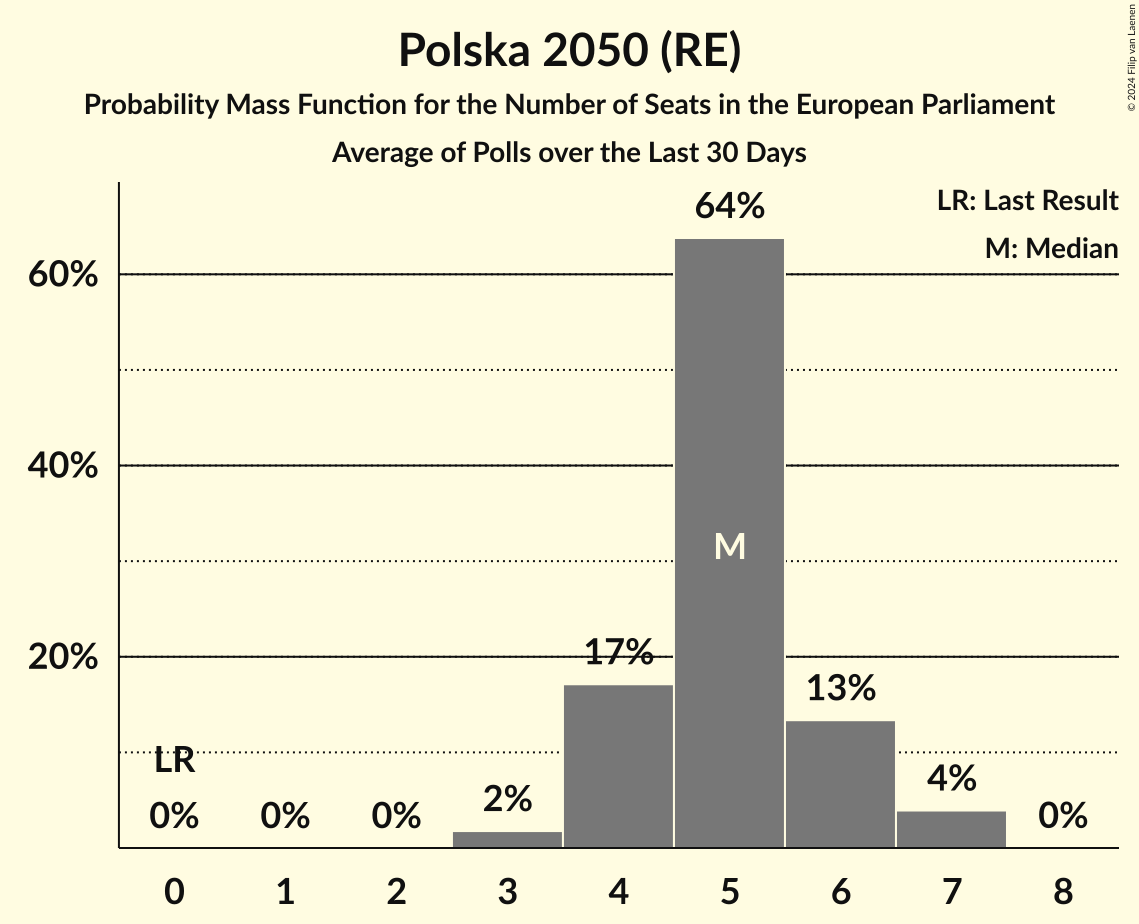 Polska 2050 (RE)
Probability Mass Function for the Number of Seats in the European Parliament
Average of Polls over the Last 30 Days
© 2024 Filip van Laenen
LR: Last Result
M: Median
64%
60%
40%
M
20%
17%
13%
LR
4%
2%
0% 0% 0% 0%
0 1 2 3 4 5 6 7 8